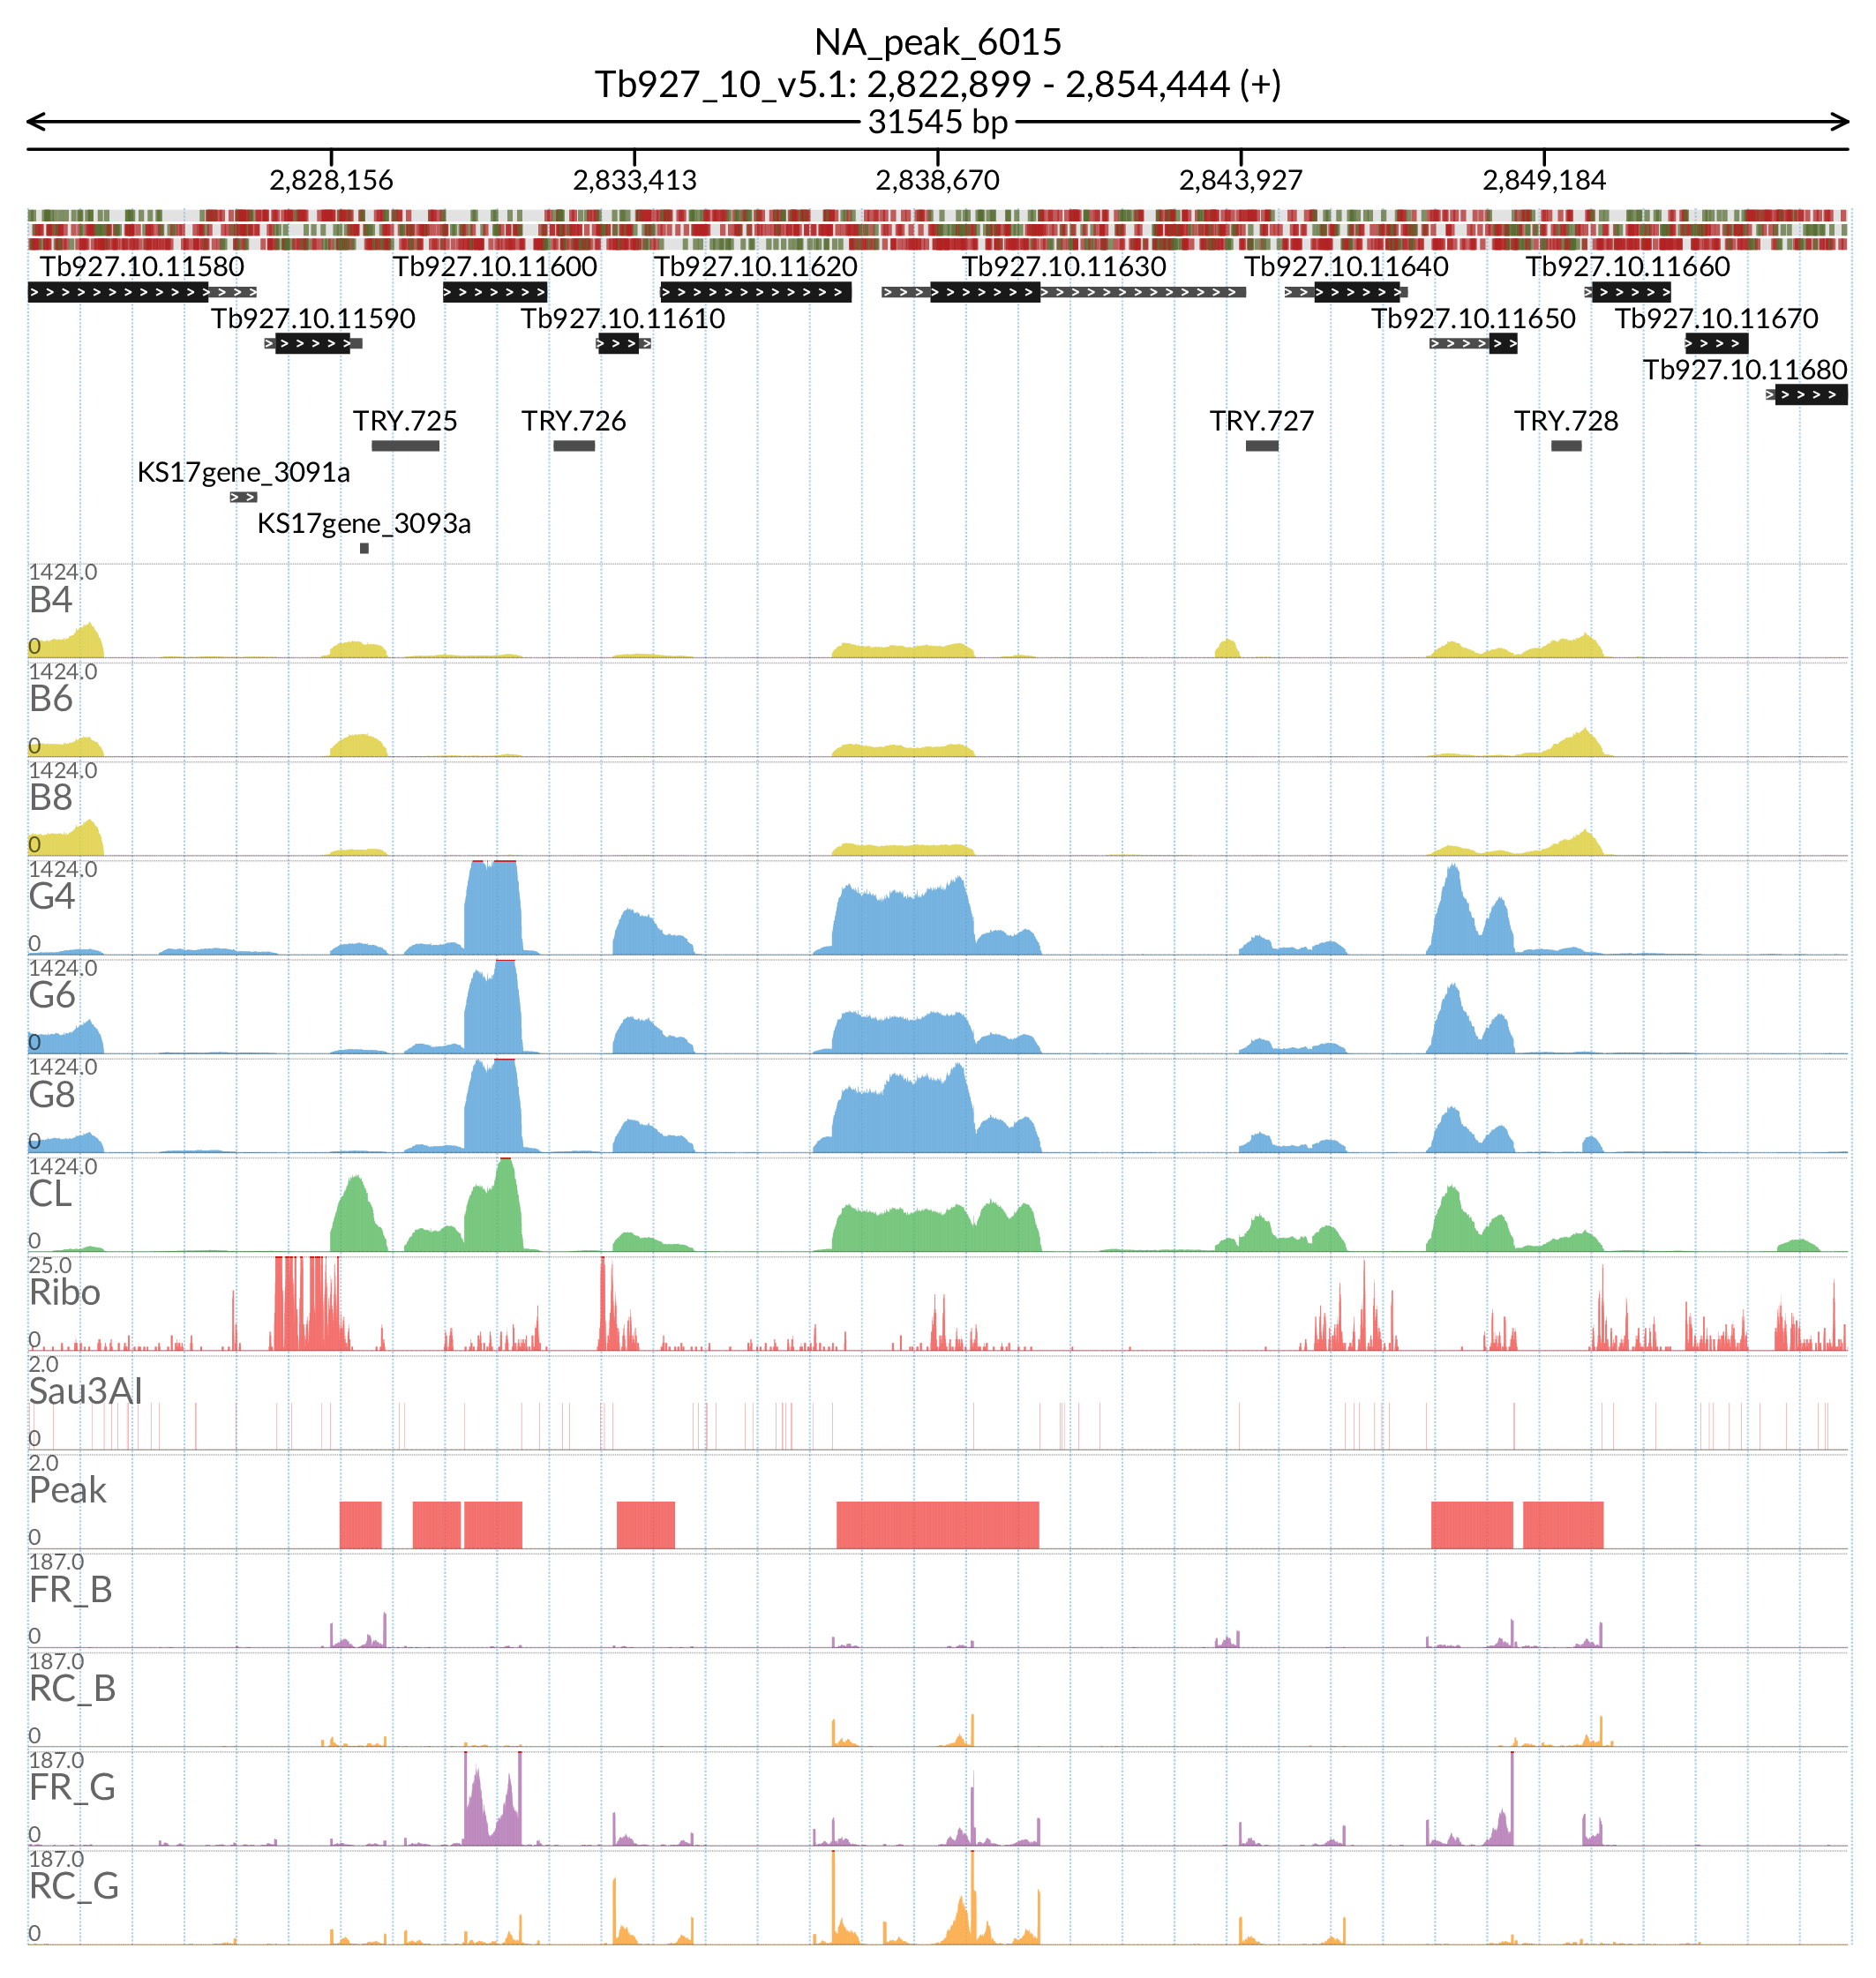 NA_peak_6015
Tb927_10_v5.1: 2,822,899 - 2,854,444 (+)
31545 bp
2,828,156 2,833,413 2,838,670 2,843,927 2,849,184
Tb927.10.11580 Tb927.10.11600 Tb927.10.11620 Tb927.10.11630 Tb927.10.11640 Tb927.10.11660
Tb927.10.11590 Tb927.10.11610 Tb927.10.11650 Tb927.10.11670
Tb927.10.11680
TRY.725 TRY.726 TRY.727 TRY.728
KS17gene_3091a
KS17gene_3093a
1424.0
B4
0
1424.0
B6
0
1424.0
B8
0
1424.0
G4
0
1424.0
G6
0
1424.0
G8
0
1424.0
CL
0
25.0
Ribo
0
2.0
Sau3AI
0
2.0
Peak
0
187.0
FR_B
0
187.0
RC_B
0
187.0
FR_G
0
187.0
RC_G
0